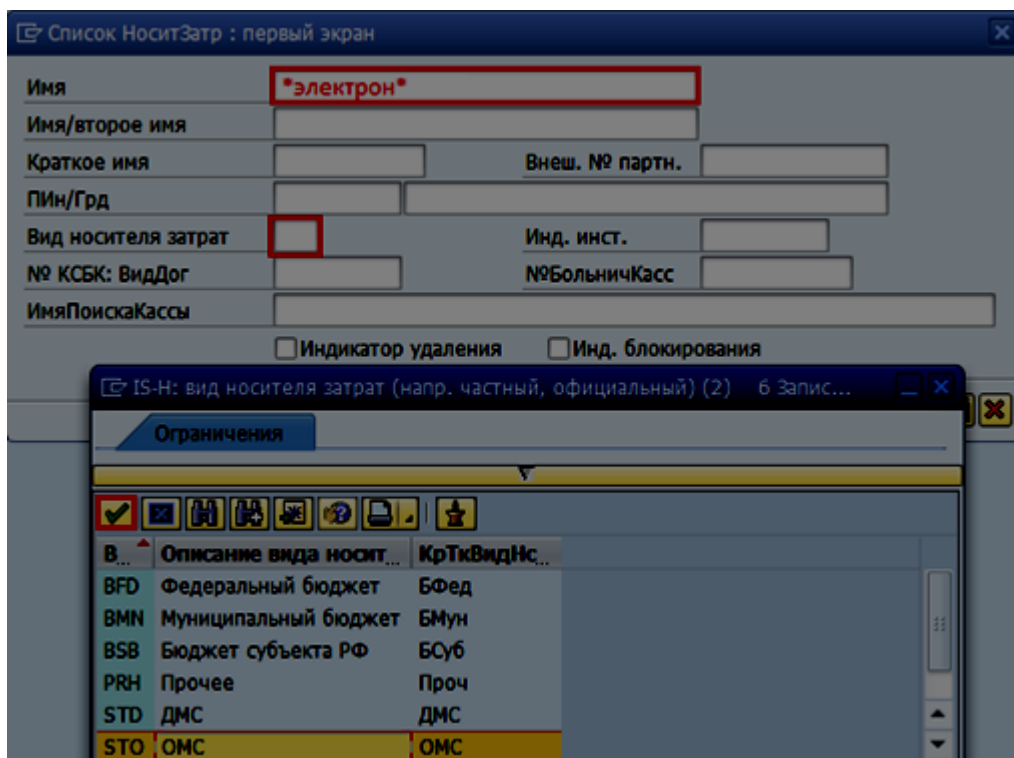 Список НоситЗатр : первый экран
Имя *электрон*
Имя/второе имя
Краткое имя Внеш. № партн.
ПИн/Грд
Вид носителя затрат Инд. инст.
№ КСБК: ВидДог №БольничКасс
ИмяПоискаКассы
Индикатор удаления Инд. блокирования
IS-H: вид носителя затрат (напр. частный, официальный) (2) 6 Запис...
Ограничения
В... Описание вида носит... КрТкВидНс...
BFD Федеральный бюджет БФед
BMN Муниципальный бюджет БМун
BSB Бюджет субъекта РФ БСуб
PRH Прочее Проч
STD ДМС ДМС
STO ОМС ОМС